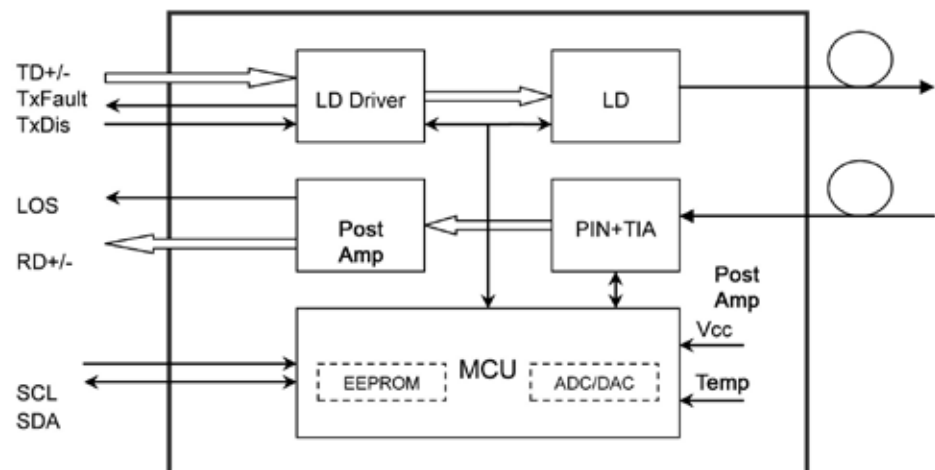 TD+/-
TxFault
TxDis
LD Driver
LD
LOS
RD+/-
Post
Amp
PIN+TIA
Post
Amp
Vcc
Temp
MCU
EEPROM
ADC/DAC
SCL
SDA